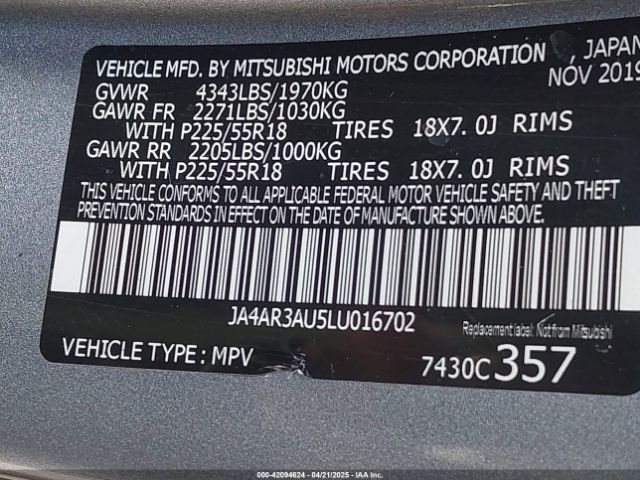 VEHICLE MFD. BY MITSUBISHI MOTORS CORPORATION , JAPAN
GVWR 4343LBS/1970KG NOV 2019
GAWR FR 2271LBS/1030KG
WITH P225/55R18 TIRES 18X7.0J RIMS
GAWR RR 2205LBS/1000KG
WITH P225/55R18 TIRES 18X7.0J RIMS
THIS VEHICLE CONFORMS TO ALL APPLICABLE FEDERAL MOTOR VEHICLE SAFETY AND THEFT
PREVENTION STANDARDS IN EFFECT ON THE DATE OF MANUFACTURE SHOWN ABOVE.
JA4AR3AU5LU016702
Replacement label: Not from Mitsubishi
VEHICLE TYPE: MPV 7430C 357
000-42094624 - 04/21/2025 - IAAI